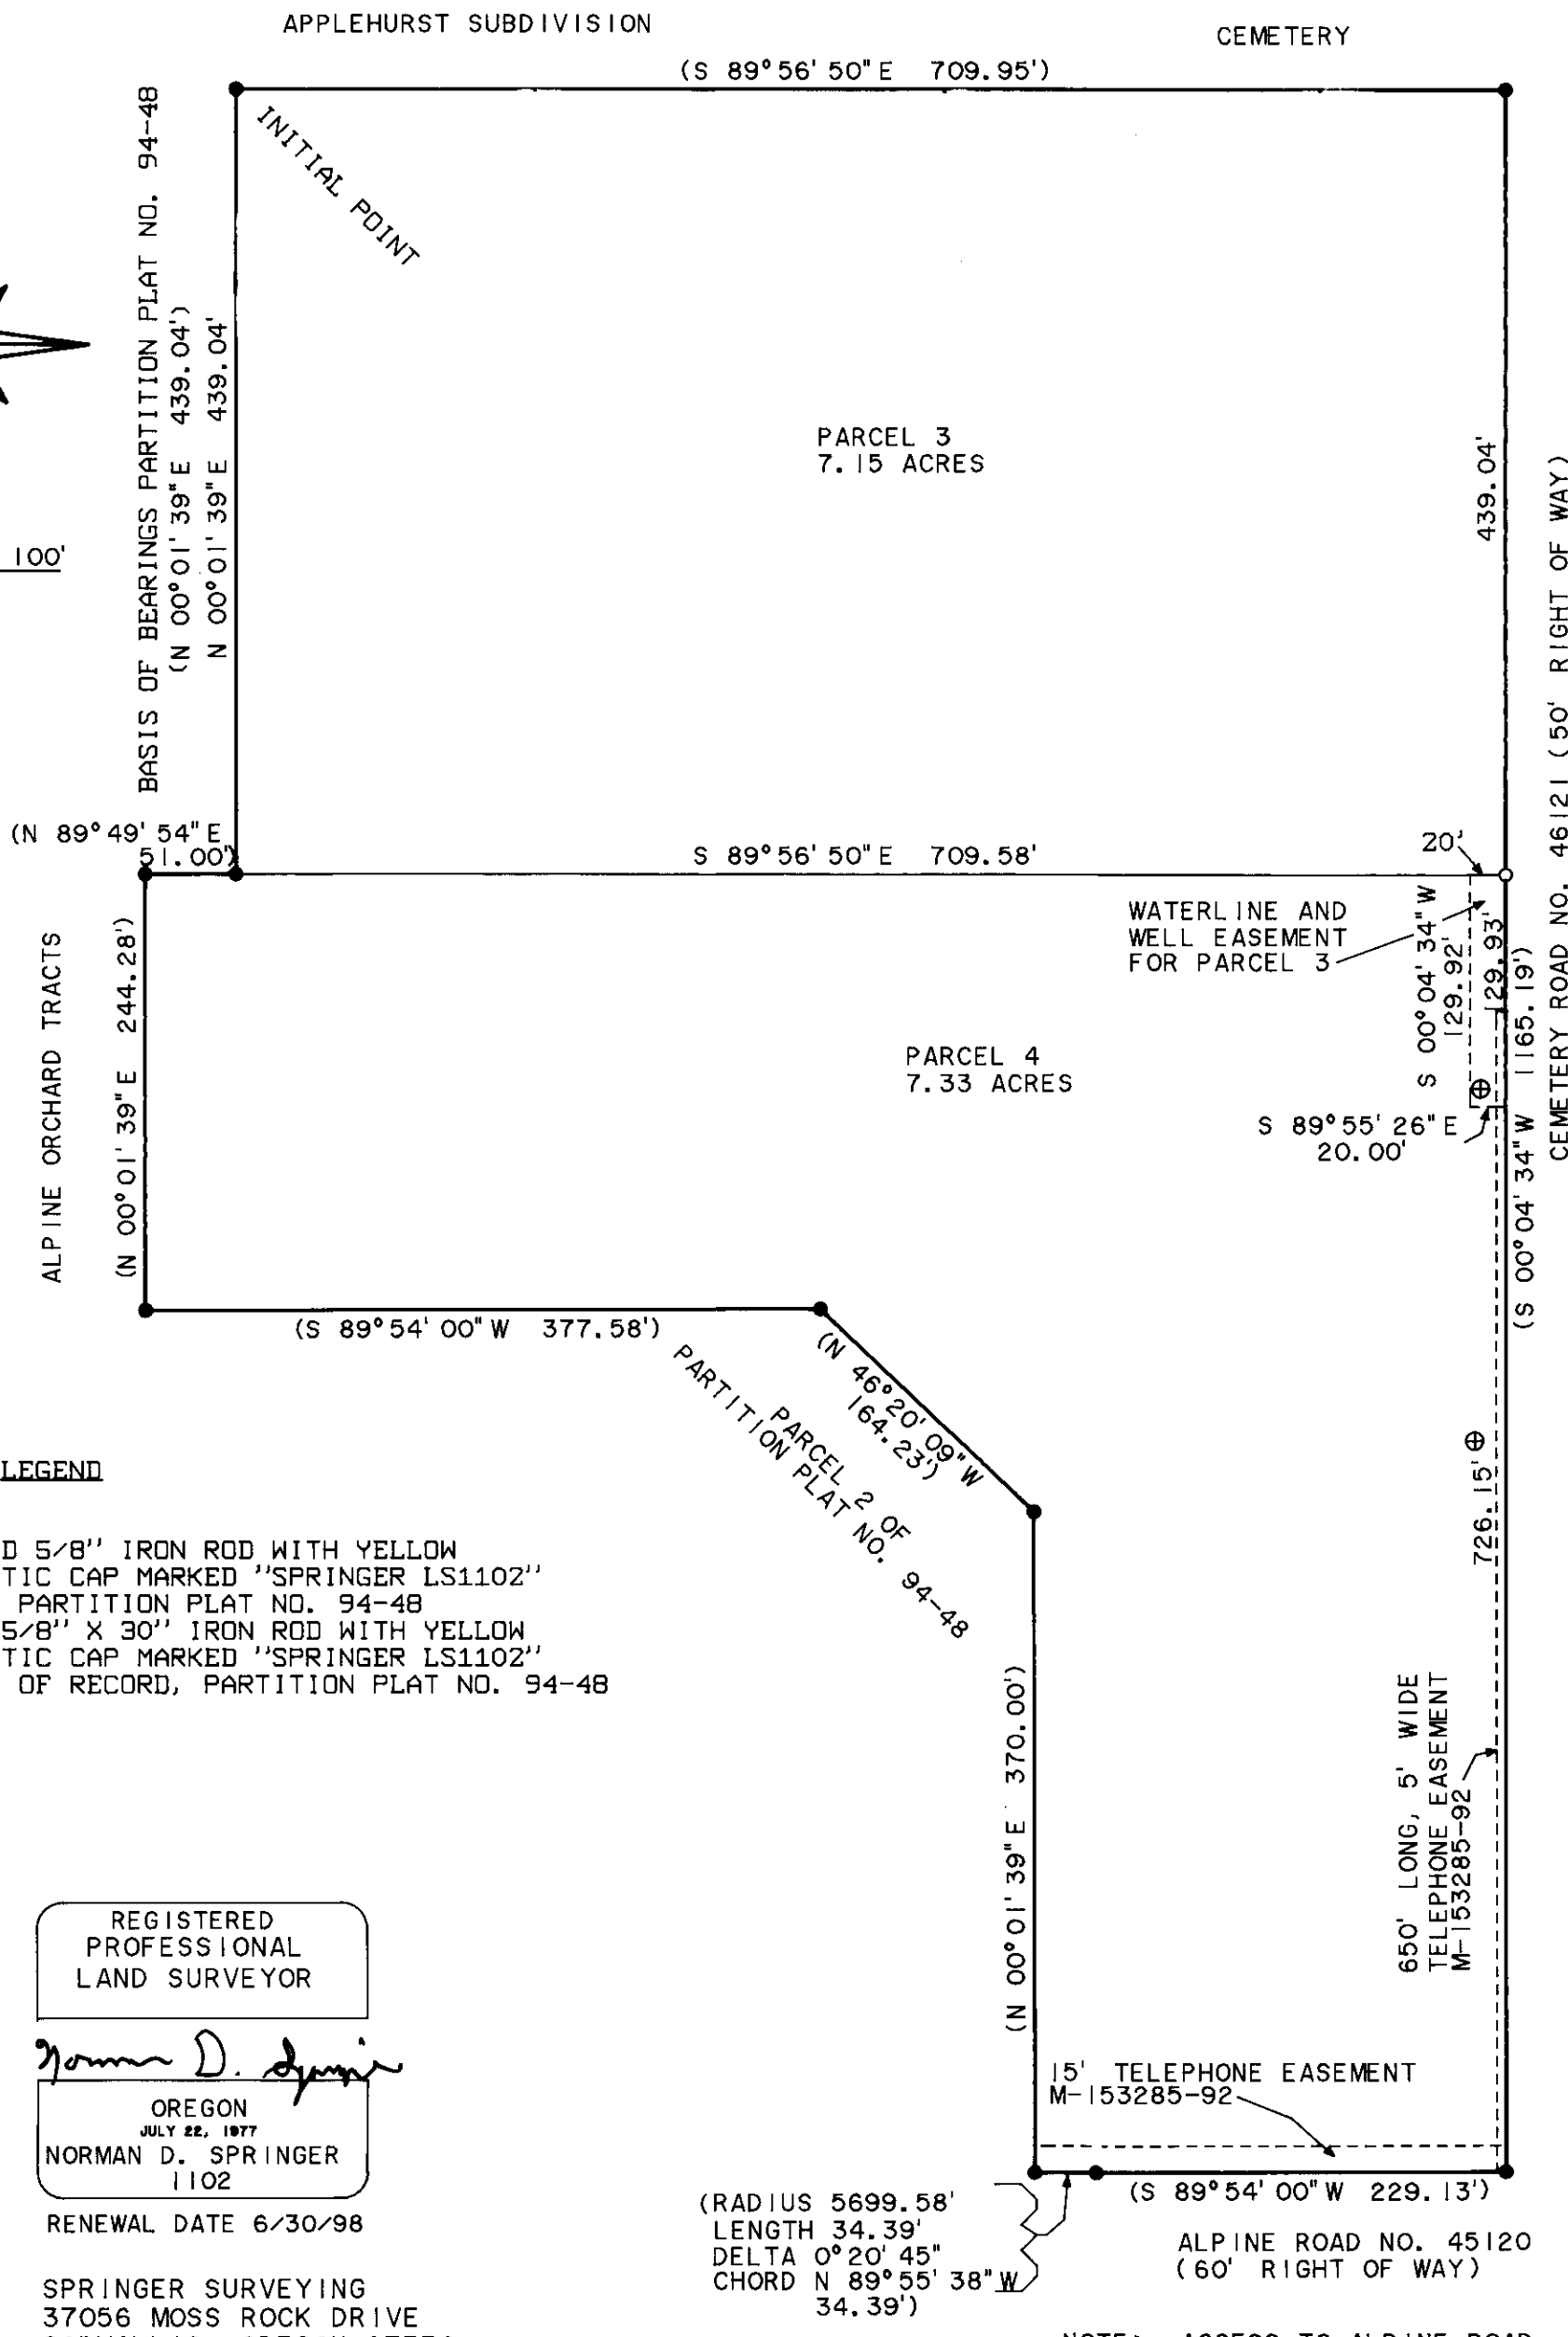 APPLEHURST SUBDIVISION
CEMETERY
(S 89°56'50"E 709.95')
INITIAL POINT
BASIS OF BEARINGS PARTITION PLAT NO. 94-48
(N 00°01'39"E 439.04')
N 00°01'39"E 439.04'
100'
PARCEL 3
7.15 ACRES
439.04'
CEMETERY ROAD NO. 46121 (50' RIGHT OF WAY)
(N 89°49'54"E
51.00')
S 89°56'50"E 709.58'
20'
WATERLINE AND
WELL EASEMENT
FOR PARCEL 3
S 00°04'34"W
129.92'
129.93'
(S 00°04'34"W 1165.19')
ALPINE ORCHARD TRACTS
(N 00°01'39"E 244.28')
PARCEL 4
7.33 ACRES
S 89°55'26"E
20.00'
(S 89°54'00"W 377.58')
(N 46°20'09"W
164.23')
PARCEL 2 OF
PARTITION PLAT NO. 94-48
726.15'
LEGEND
D 5/8" IRON ROD WITH YELLOW
TIC CAP MARKED "SPRINGER LS1102"
PARTITION PLAT NO. 94-48
5/8" X 30" IRON ROD WITH YELLOW
TIC CAP MARKED "SPRINGER LS1102"
OF RECORD, PARTITION PLAT NO. 94-48
(N 00°01'39"E 370.00')
650' LONG, 5' WIDE
TELEPHONE EASEMENT
M-153285-92
REGISTERED
PROFESSIONAL
LAND SURVEYOR
Norman D. Springer
OREGON
JULY 22, 1977
NORMAN D. SPRINGER
1102
RENEWAL DATE 6/30/98
15' TELEPHONE EASEMENT
M-153285-92
(S 89°54'00"W 229.13')
(RADIUS 5699.58'
LENGTH 34.39'
DELTA 0°20'45"
CHORD N 89°55'38"W
34.39')
ALPINE ROAD NO. 45120
(60' RIGHT OF WAY)
SPRINGER SURVEYING
37056 MOSS ROCK DRIVE